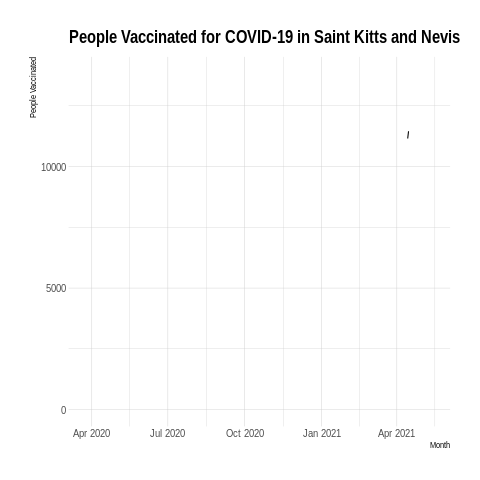 People Vaccinated for COVID-19 in Saint Kitts and Nevis
People Vaccinated
10000
5000
0
Apr 2020 Jul 2020 Oct 2020 Jan 2021 Apr 2021
Month